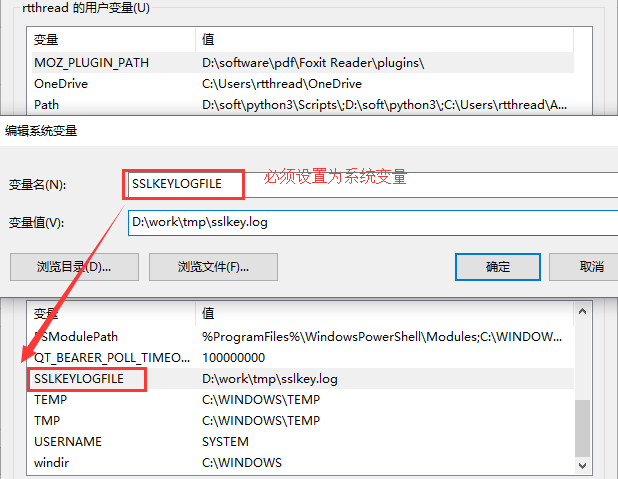 rtthread 的用户变量(U)
变量 值
MOZ_PLUGIN_PATH D:\software\pdf\Foxit Reader\plugins\
OneDrive C:\Users\rtthread\OneDrive
Path D:\soft\python3\Scripts\;D:\soft\python3\;C:\Users\rtthread\A...
编辑系统变量
变量名(N): SSLKEYLOGFILE 必须设置为系统变量
变量值(V): D:\work\tmp\sslkey.log
浏览目录(D)... 浏览文件(F)... 确定 取消
变量 值
PSModulePath %ProgramFiles%\WindowsPowerShell\Modules;C:\WINDOW...
QT_BEARER_POLL_TIMEO... 100000000
SSLKEYLOGFILE D:\work\tmp\sslkey.log
TEMP C:\WINDOWS\TEMP
TMP C:\WINDOWS\TEMP
USERNAME SYSTEM
windir C:\WINDOWS